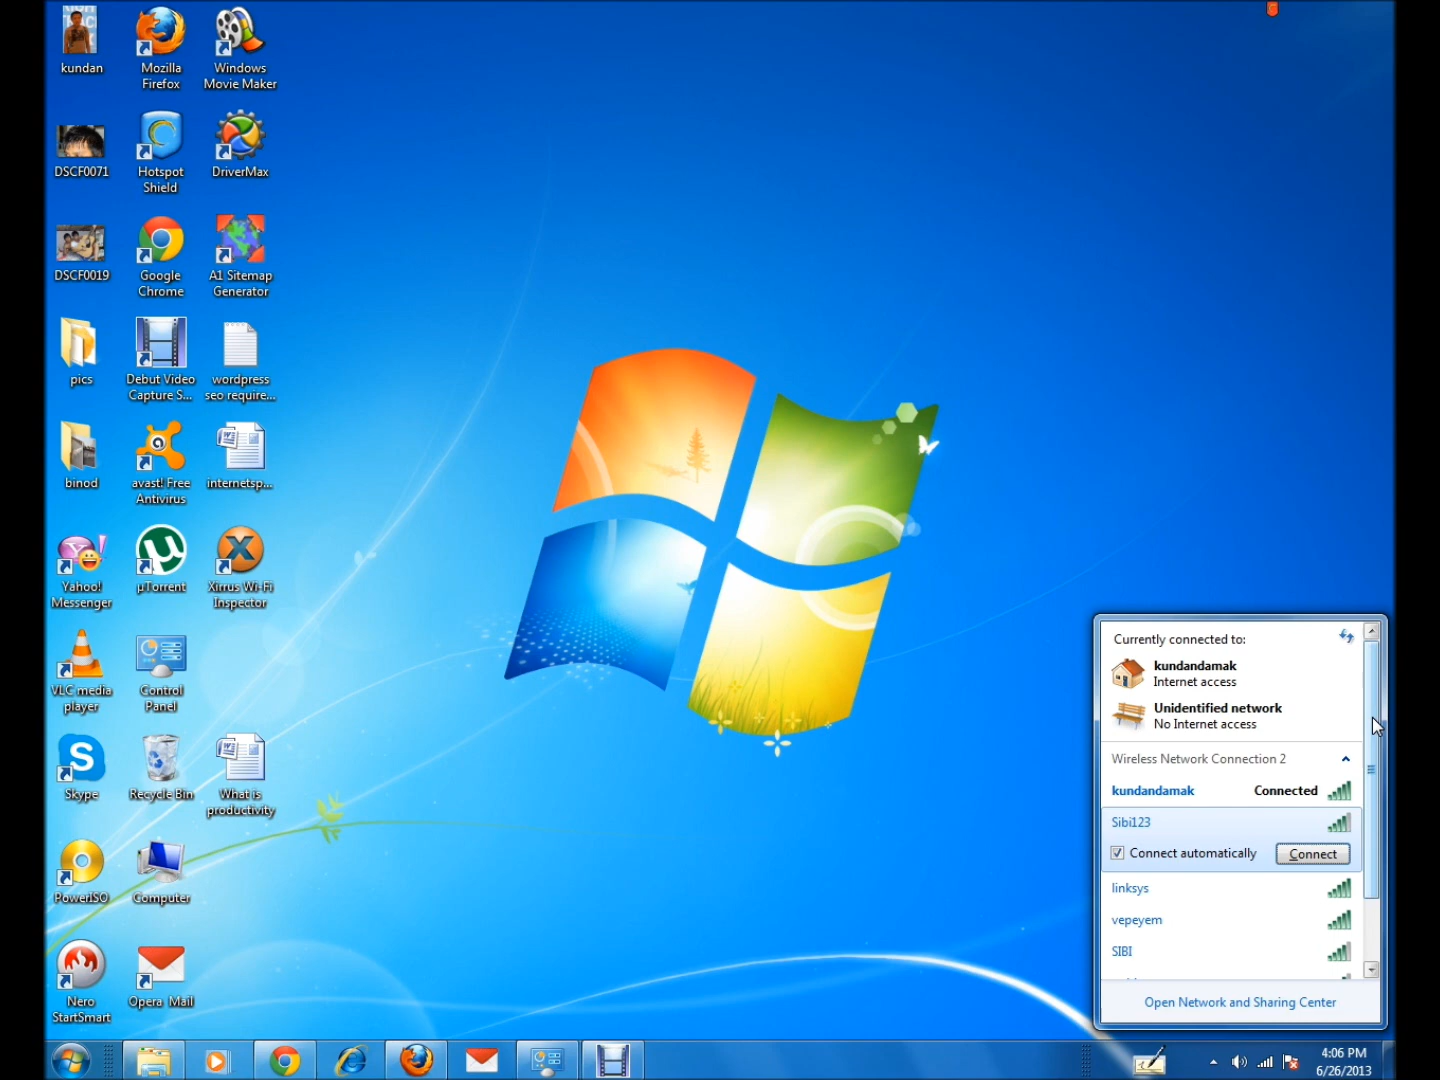 kundan
Mozilla
Firefox
Windows
Movie Maker
DSCF0071
Hotspot
Shield
DriverMax
DSCF0019
Google
Chrome
A1 Sitemap
Generator
pics
Debut Video
Capture S...
wordpress
seo require...
binod
avast! Free
Antivirus
internetsp...
Yahoo!
Messenger
µTorrent
Xirrus Wi-Fi
Inspector
VLC media
player
Control
Panel
Skype
Recycle Bin
What is
productivity
PowerISO
Computer
Nero
StartSmart
Opera Mail
Currently connected to:
kundandamak
Internet access
Unidentified network
No Internet access
Wireless Network Connection 2
kundandamak Connected
Sibi123
Connect automatically Connect
linksys
vepeyem
SIBI
Open Network and Sharing Center
4:06 PM
6/26/2013